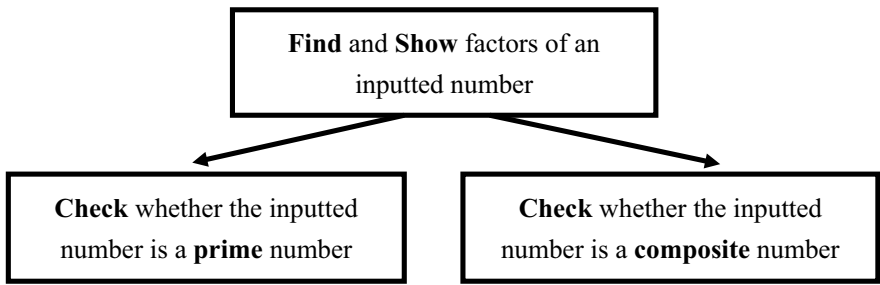 Find and Show factors of an
inputted number
Check whether the inputted
number is a prime number
Check whether the inputted
number is a composite number